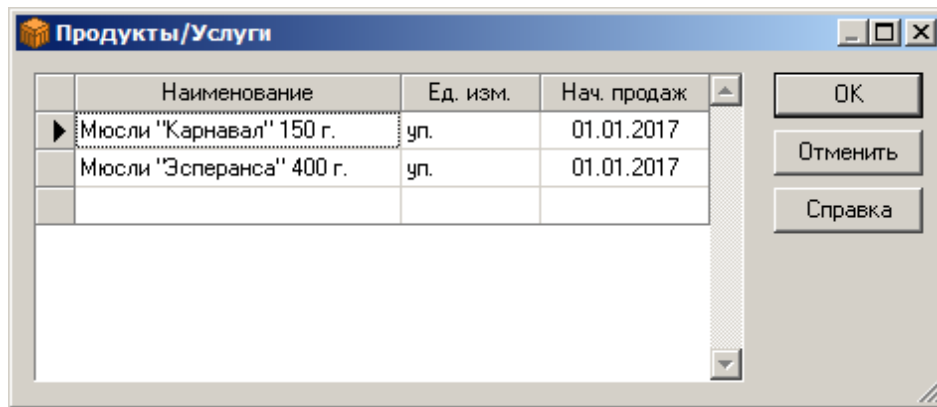 Продукты/Услуги
Наименование Ед. изм. Нач. продаж
Мюсли "Карнавал" 150 г. уп. 01.01.2017
Мюсли "Эсперанса" 400 г. уп. 01.01.2017
OK
Отменить
Справка